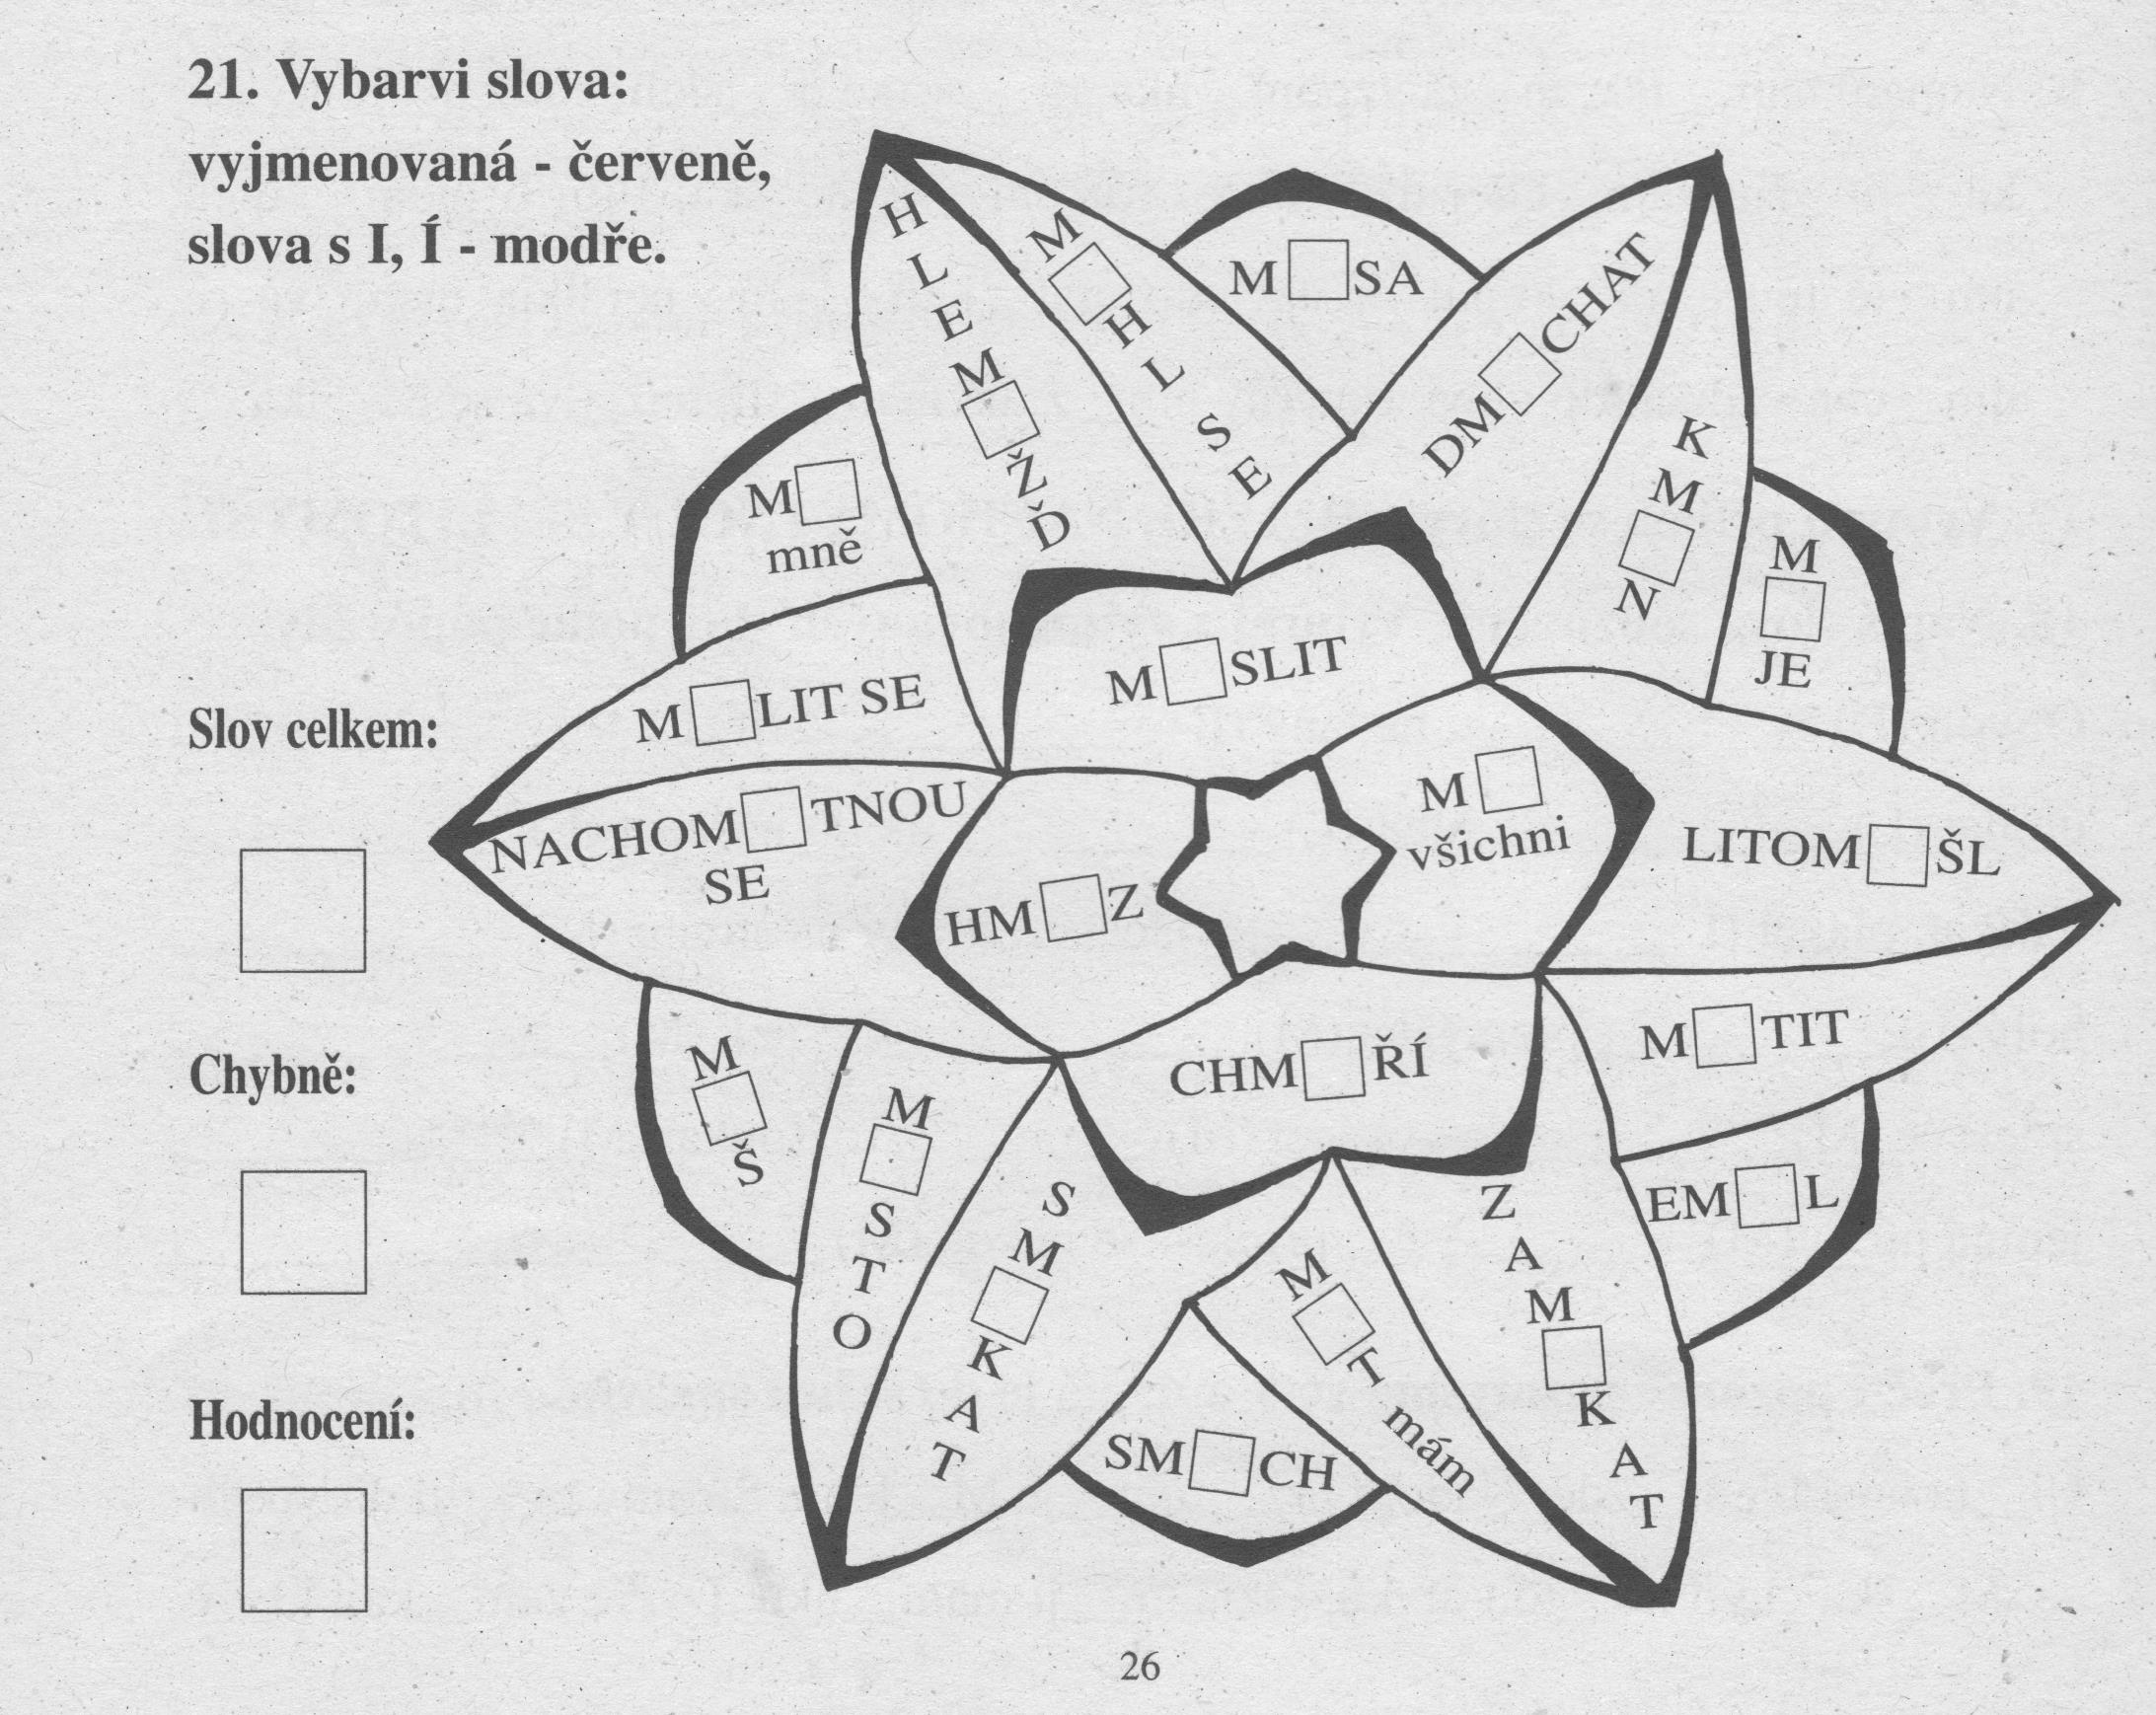 21. Vybarvi slova:
vyjmenovaná - červeně,
slova s I, Í - modře.
HLEM□ŽĎ
M□HL SE
M□SA
DM□CHAT
KM□N
M□JE
M□
mně
M□LIT SE
M□SLIT
NACHOM□TNOU
SE
HM□Z
M□
všichni
LITOM□ŠL
M□TIT
CHM□ŘÍ
EM□L
M□Š
M□STO
SM□KAT
SM□CH
M□T mám
ZAM□KAT
Slov celkem:
Chybně:
Hodnocení:
26